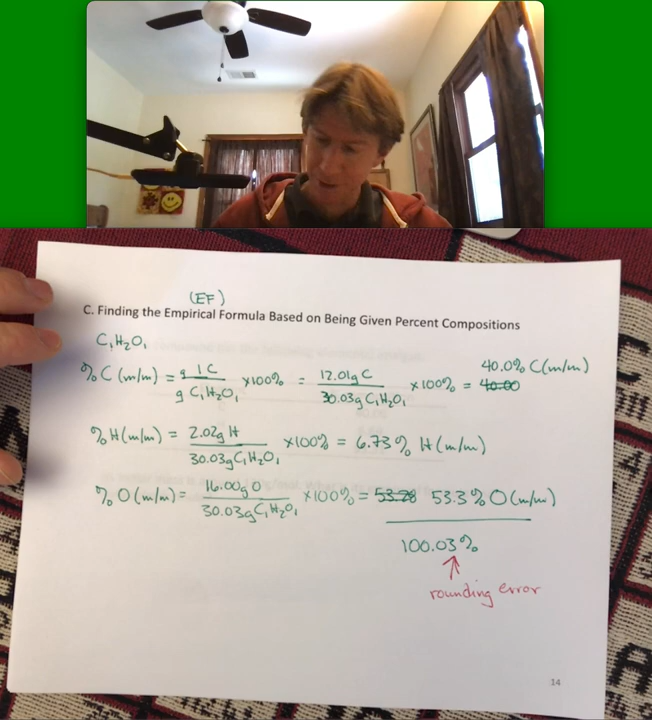 (EF)
C. Finding the Empirical Formula Based on Being Given Percent Compositions
C₁H₂O₁
% C (m/m) = g 1 C / g C₁H₂O₁ ×100% = 12.01g C / 30.03g C₁H₂O₁ ×100% = 40.00 40.0% C(m/m)
% H (m/m) = 2.02g H / 30.03g C₁H₂O₁ ×100% = 6.73% H (m/m)
% O (m/m) = 16.00g O / 30.03g C₁H₂O₁ ×100% = 53.28 53.3% O (m/m)
100.03%
rounding error
14